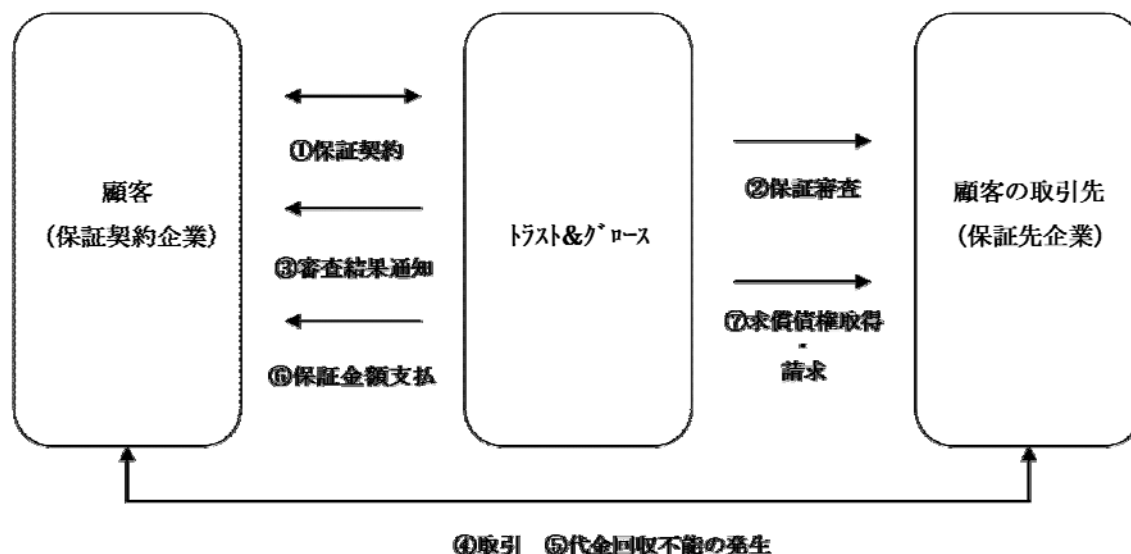 ①保証契約
②保証審査
顧客
(保証契約企業)
ﾄﾗｽﾄ&ｸﾞﾛｰｽ
顧客の取引先
(保証先企業)
③審査結果通知
⑦求償債権取得
・
請求
⑥保証金額支払
④取引　⑤代金回収不能の発生